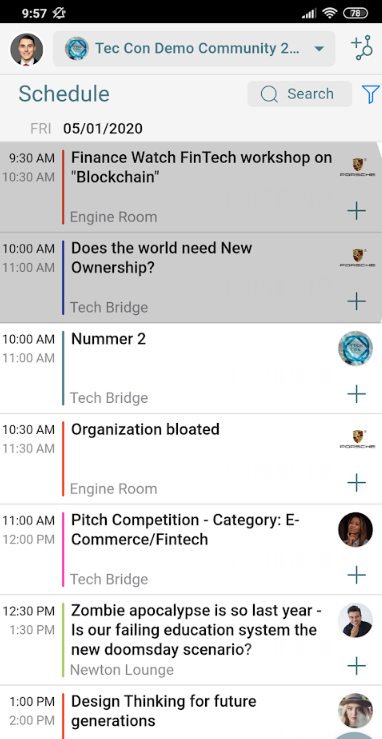 9:57
78
Tec Con Demo Community 2...
Schedule
Search
FRI 05/01/2020
9:30 AM
10:30 AM
Finance Watch FinTech workshop on
"Blockchain"
Engine Room
PORSCHE
10:00 AM
11:00 AM
Does the world need New
Ownership?
Tech Bridge
PORSCHE
10:00 AM
11:00 AM
Nummer 2
Tech Bridge
10:30 AM
11:30 AM
Organization bloated
Engine Room
PORSCHE
11:00 AM
12:00 PM
Pitch Competition - Category: E-
Commerce/Fintech
Tech Bridge
12:30 PM
1:30 PM
Zombie apocalypse is so last year -
Is our failing education system the
new doomsday scenario?
Newton Lounge
1:00 PM
2:00 PM
Design Thinking for future
generations